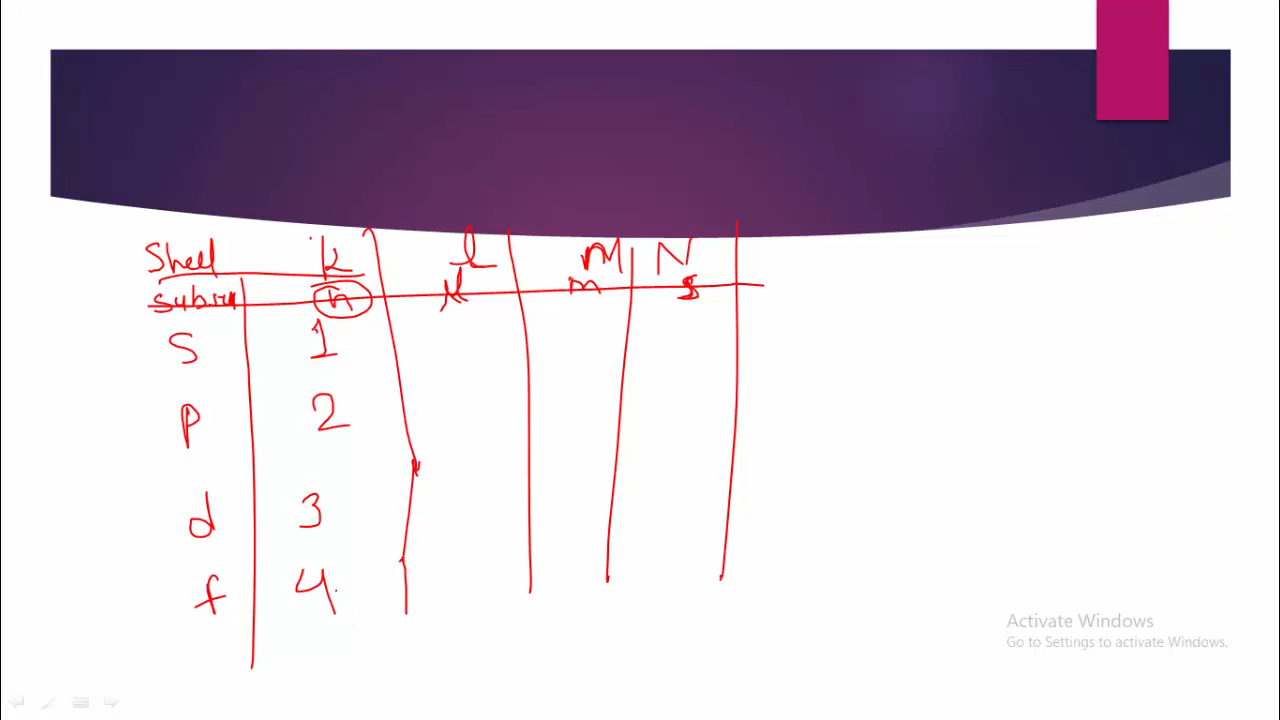 Shell K L M N
n m s
S 1
p 2
d 3
f 4
Activate Windows
Go to Settings to activate Windows.